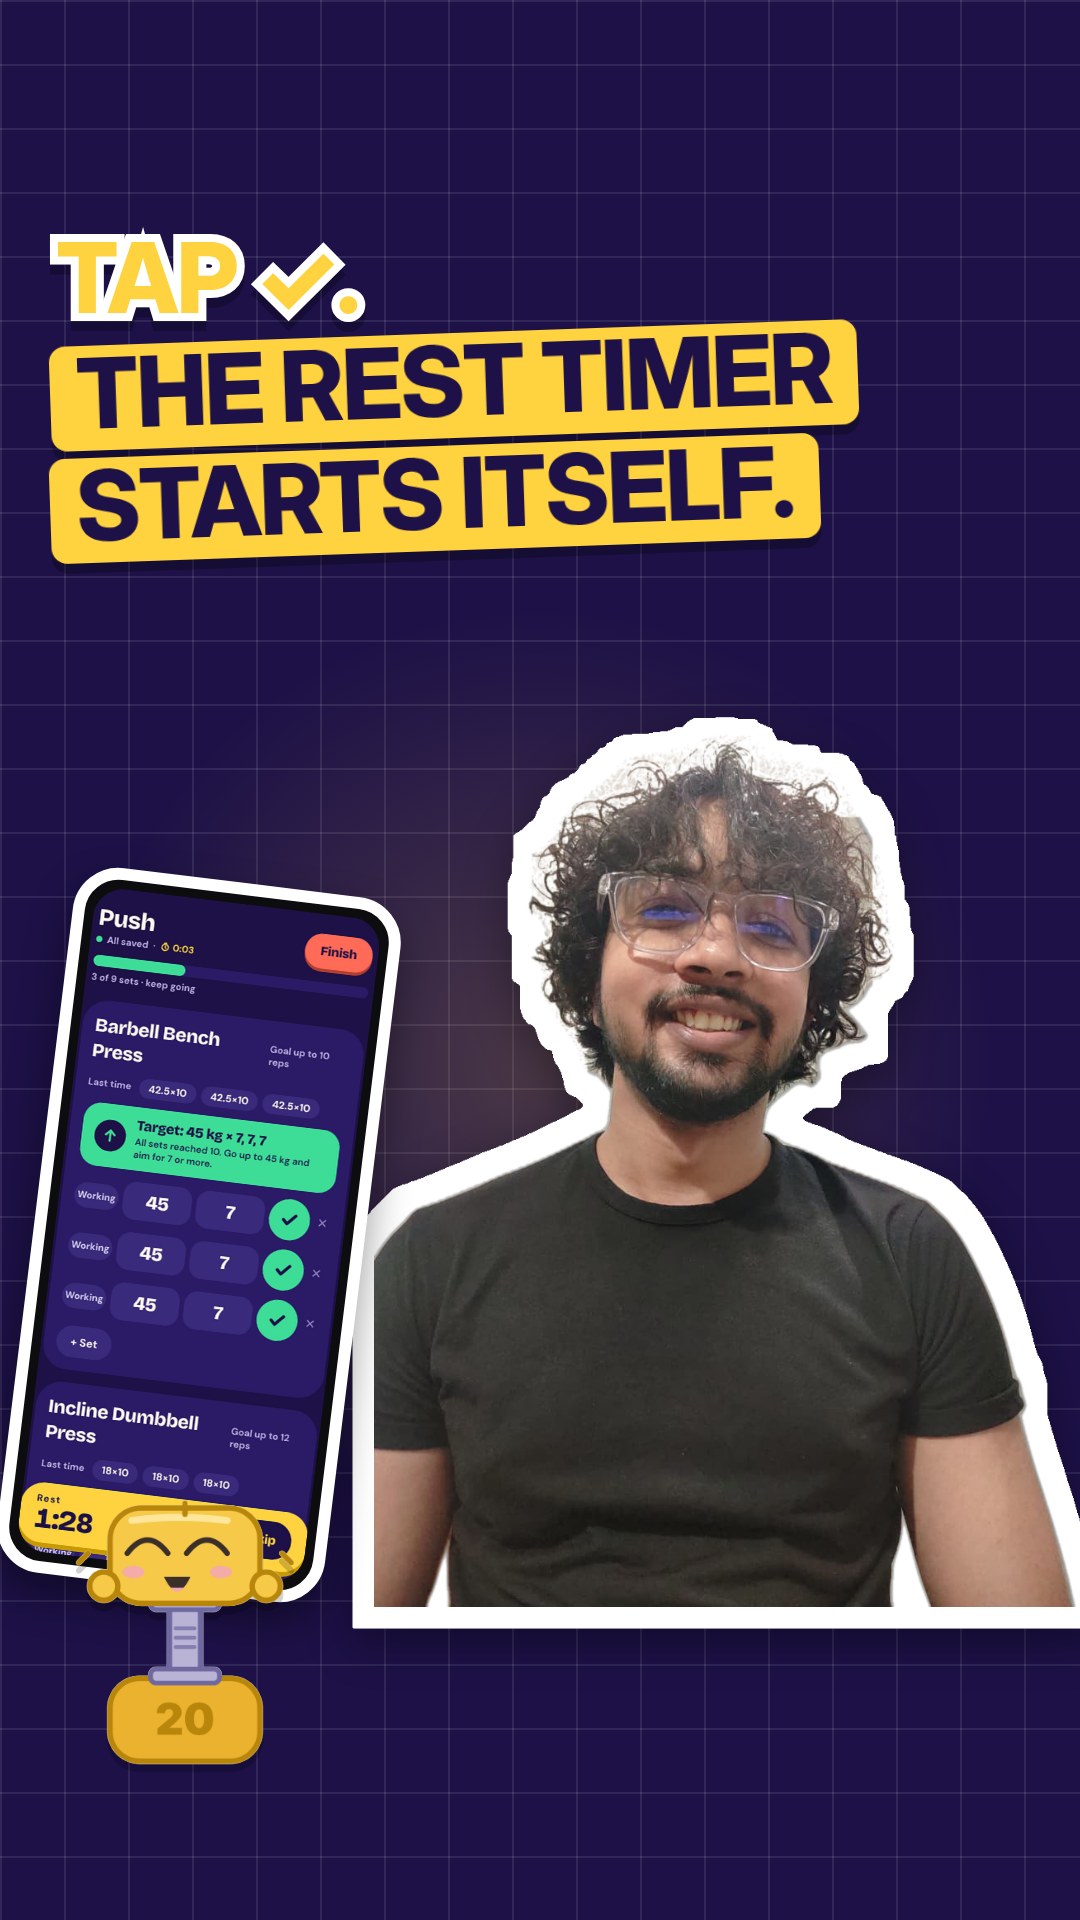 TAP ✓.
THE REST TIMER
STARTS ITSELF.
Push
All saved · 0:03
Finish
3 of 9 sets · keep going
Barbell Bench
Press
Goal up to 10
reps
Last time 42.5×10 42.5×10 42.5×10
Target: 45 kg × 7, 7, 7
All sets reached 10. Go up to 45 kg and
aim for 7 or more.
Working 45 7 ✓ ×
Working 45 7 ✓ ×
Working 45 7 ✓ ×
+ Set
Incline Dumbbell
Press
Goal up to 12
reps
Last time 18×10 18×10 18×10
Rest
1:28
Working
20